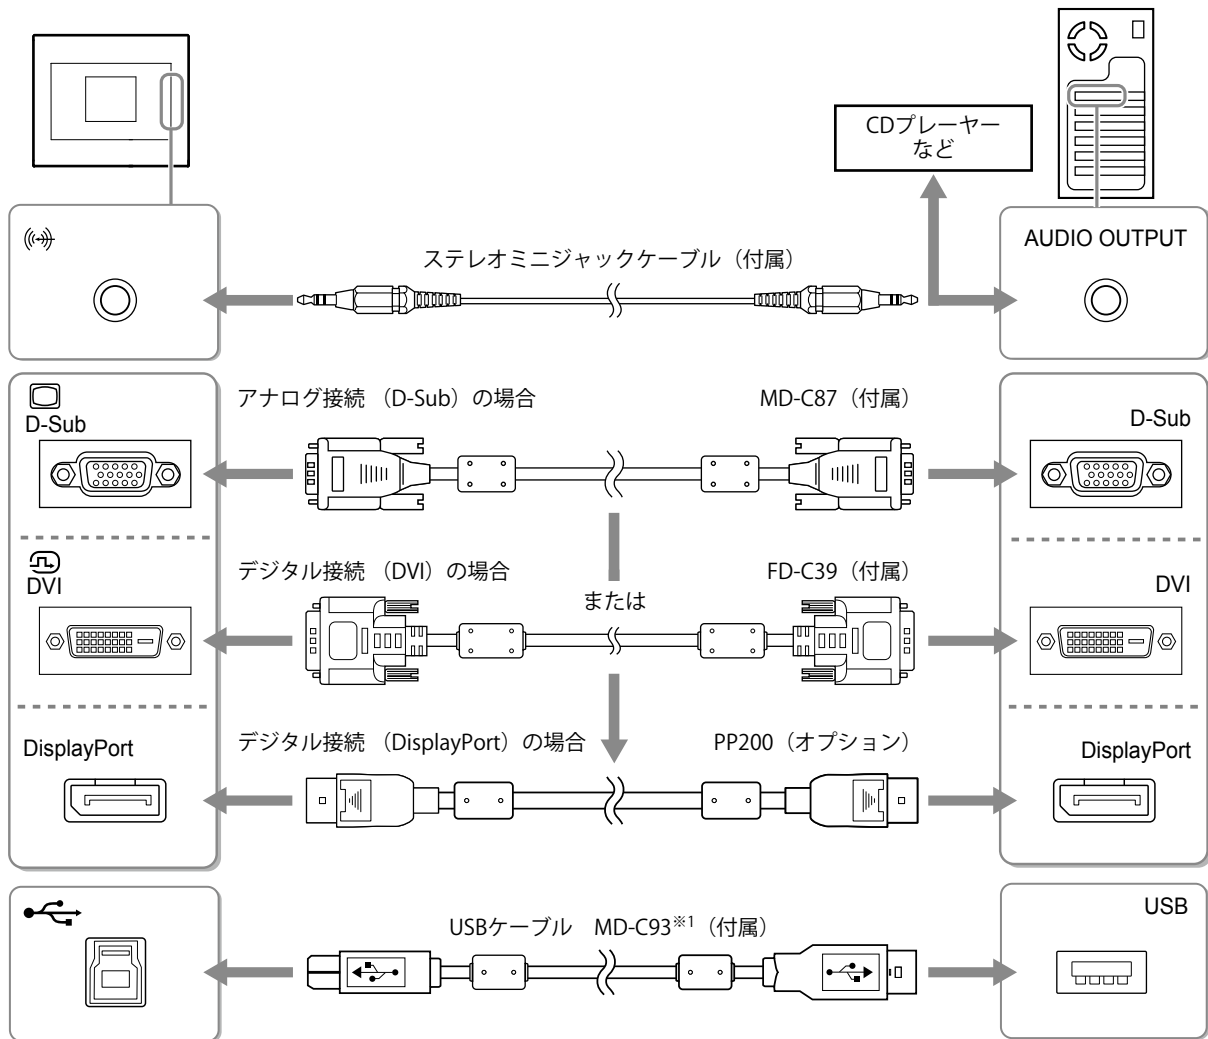 CDプレーヤー
など
AUDIO OUTPUT
ステレオミニジャックケーブル（付属）
D-Sub
アナログ接続 （D-Sub）の場合
MD-C87（付属）
D-Sub
DVI
デジタル接続 （DVI）の場合
FD-C39（付属）
DVI
または
DisplayPort
デジタル接続 （DisplayPort）の場合
PP200（オプション）
DisplayPort
USBケーブル　MD-C93※1（付属）
USB